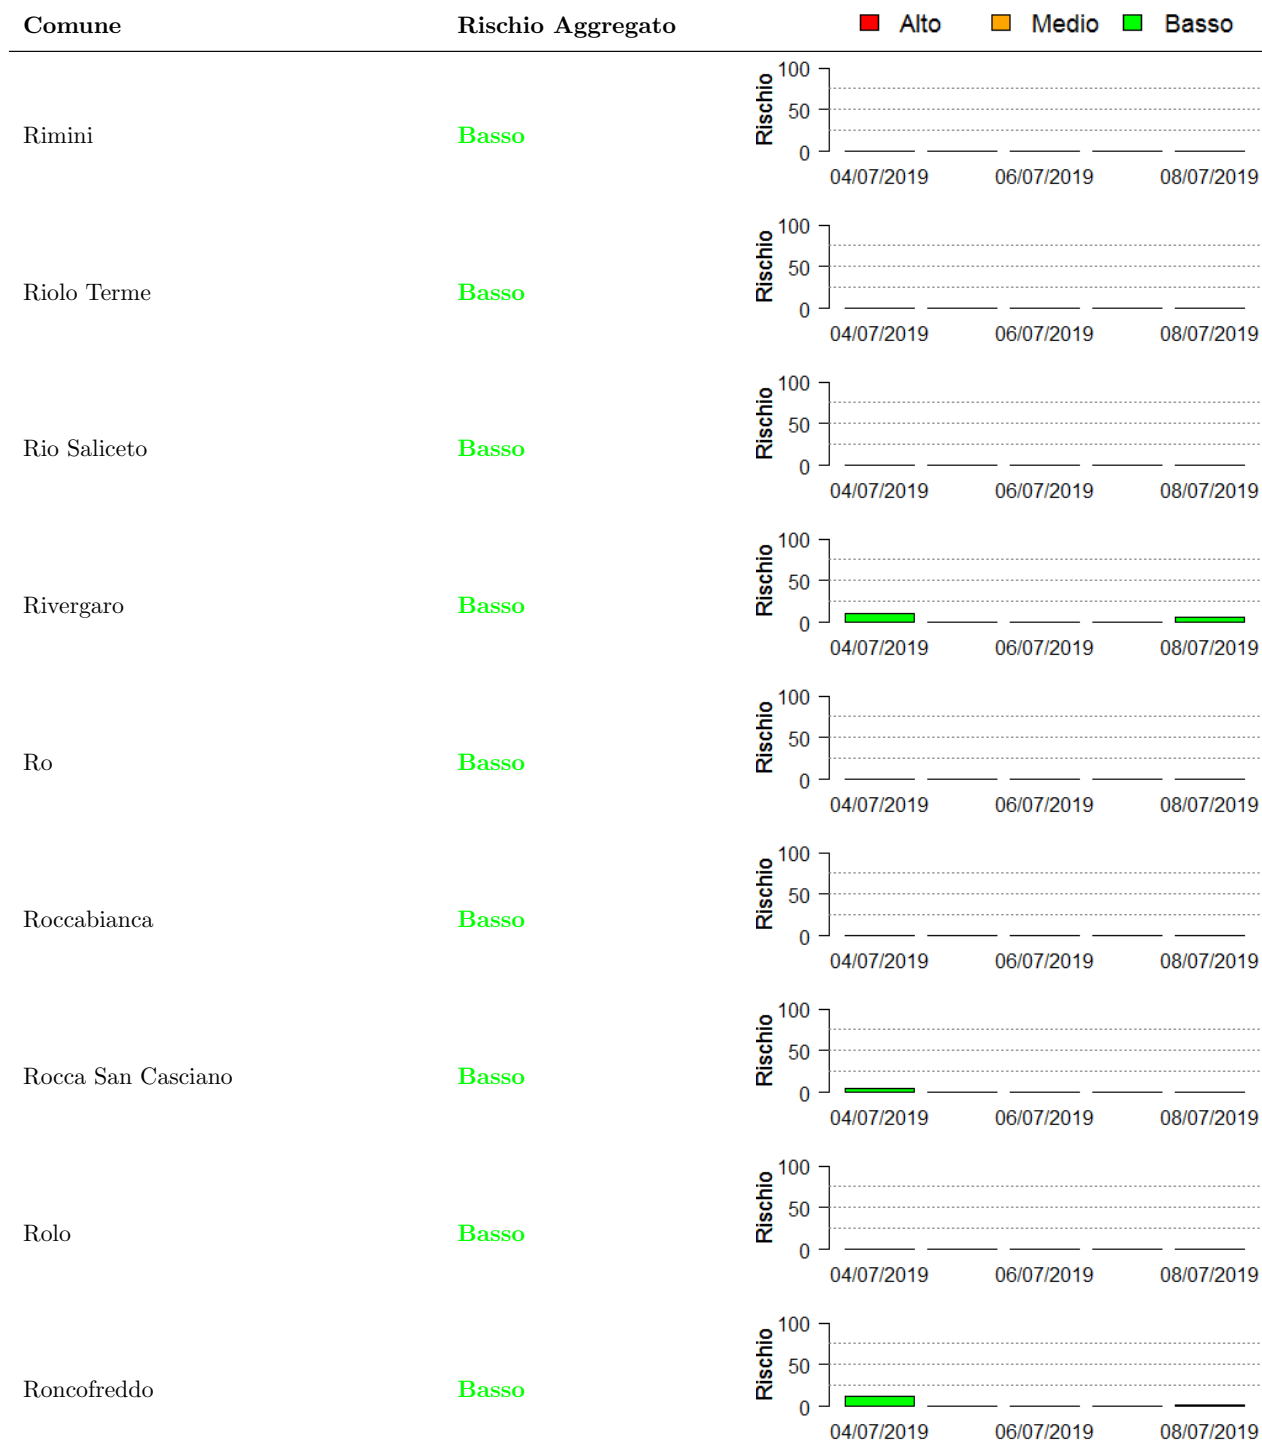 Comune Rischio Aggregato Alto Medio Basso
100
Rischio
50
Rimini Basso
0
04/07/2019 06/07/2019 08/07/2019
100
Rischio
50
Riolo Terme Basso
0
04/07/2019 06/07/2019 08/07/2019
100
Rischio
50
Rio Saliceto Basso
0
04/07/2019 06/07/2019 08/07/2019
100
Rischio
50
Rivergaro Basso
0
04/07/2019 06/07/2019 08/07/2019
100
Rischio
50
Ro Basso
0
04/07/2019 06/07/2019 08/07/2019
100
Rischio
50
Roccabianca Basso
0
04/07/2019 06/07/2019 08/07/2019
100
Rischio
50
Rocca San Casciano Basso
0
04/07/2019 06/07/2019 08/07/2019
100
Rischio
50
Rolo Basso
0
04/07/2019 06/07/2019 08/07/2019
100
Rischio
50
Roncofreddo Basso
0
04/07/2019 06/07/2019 08/07/2019